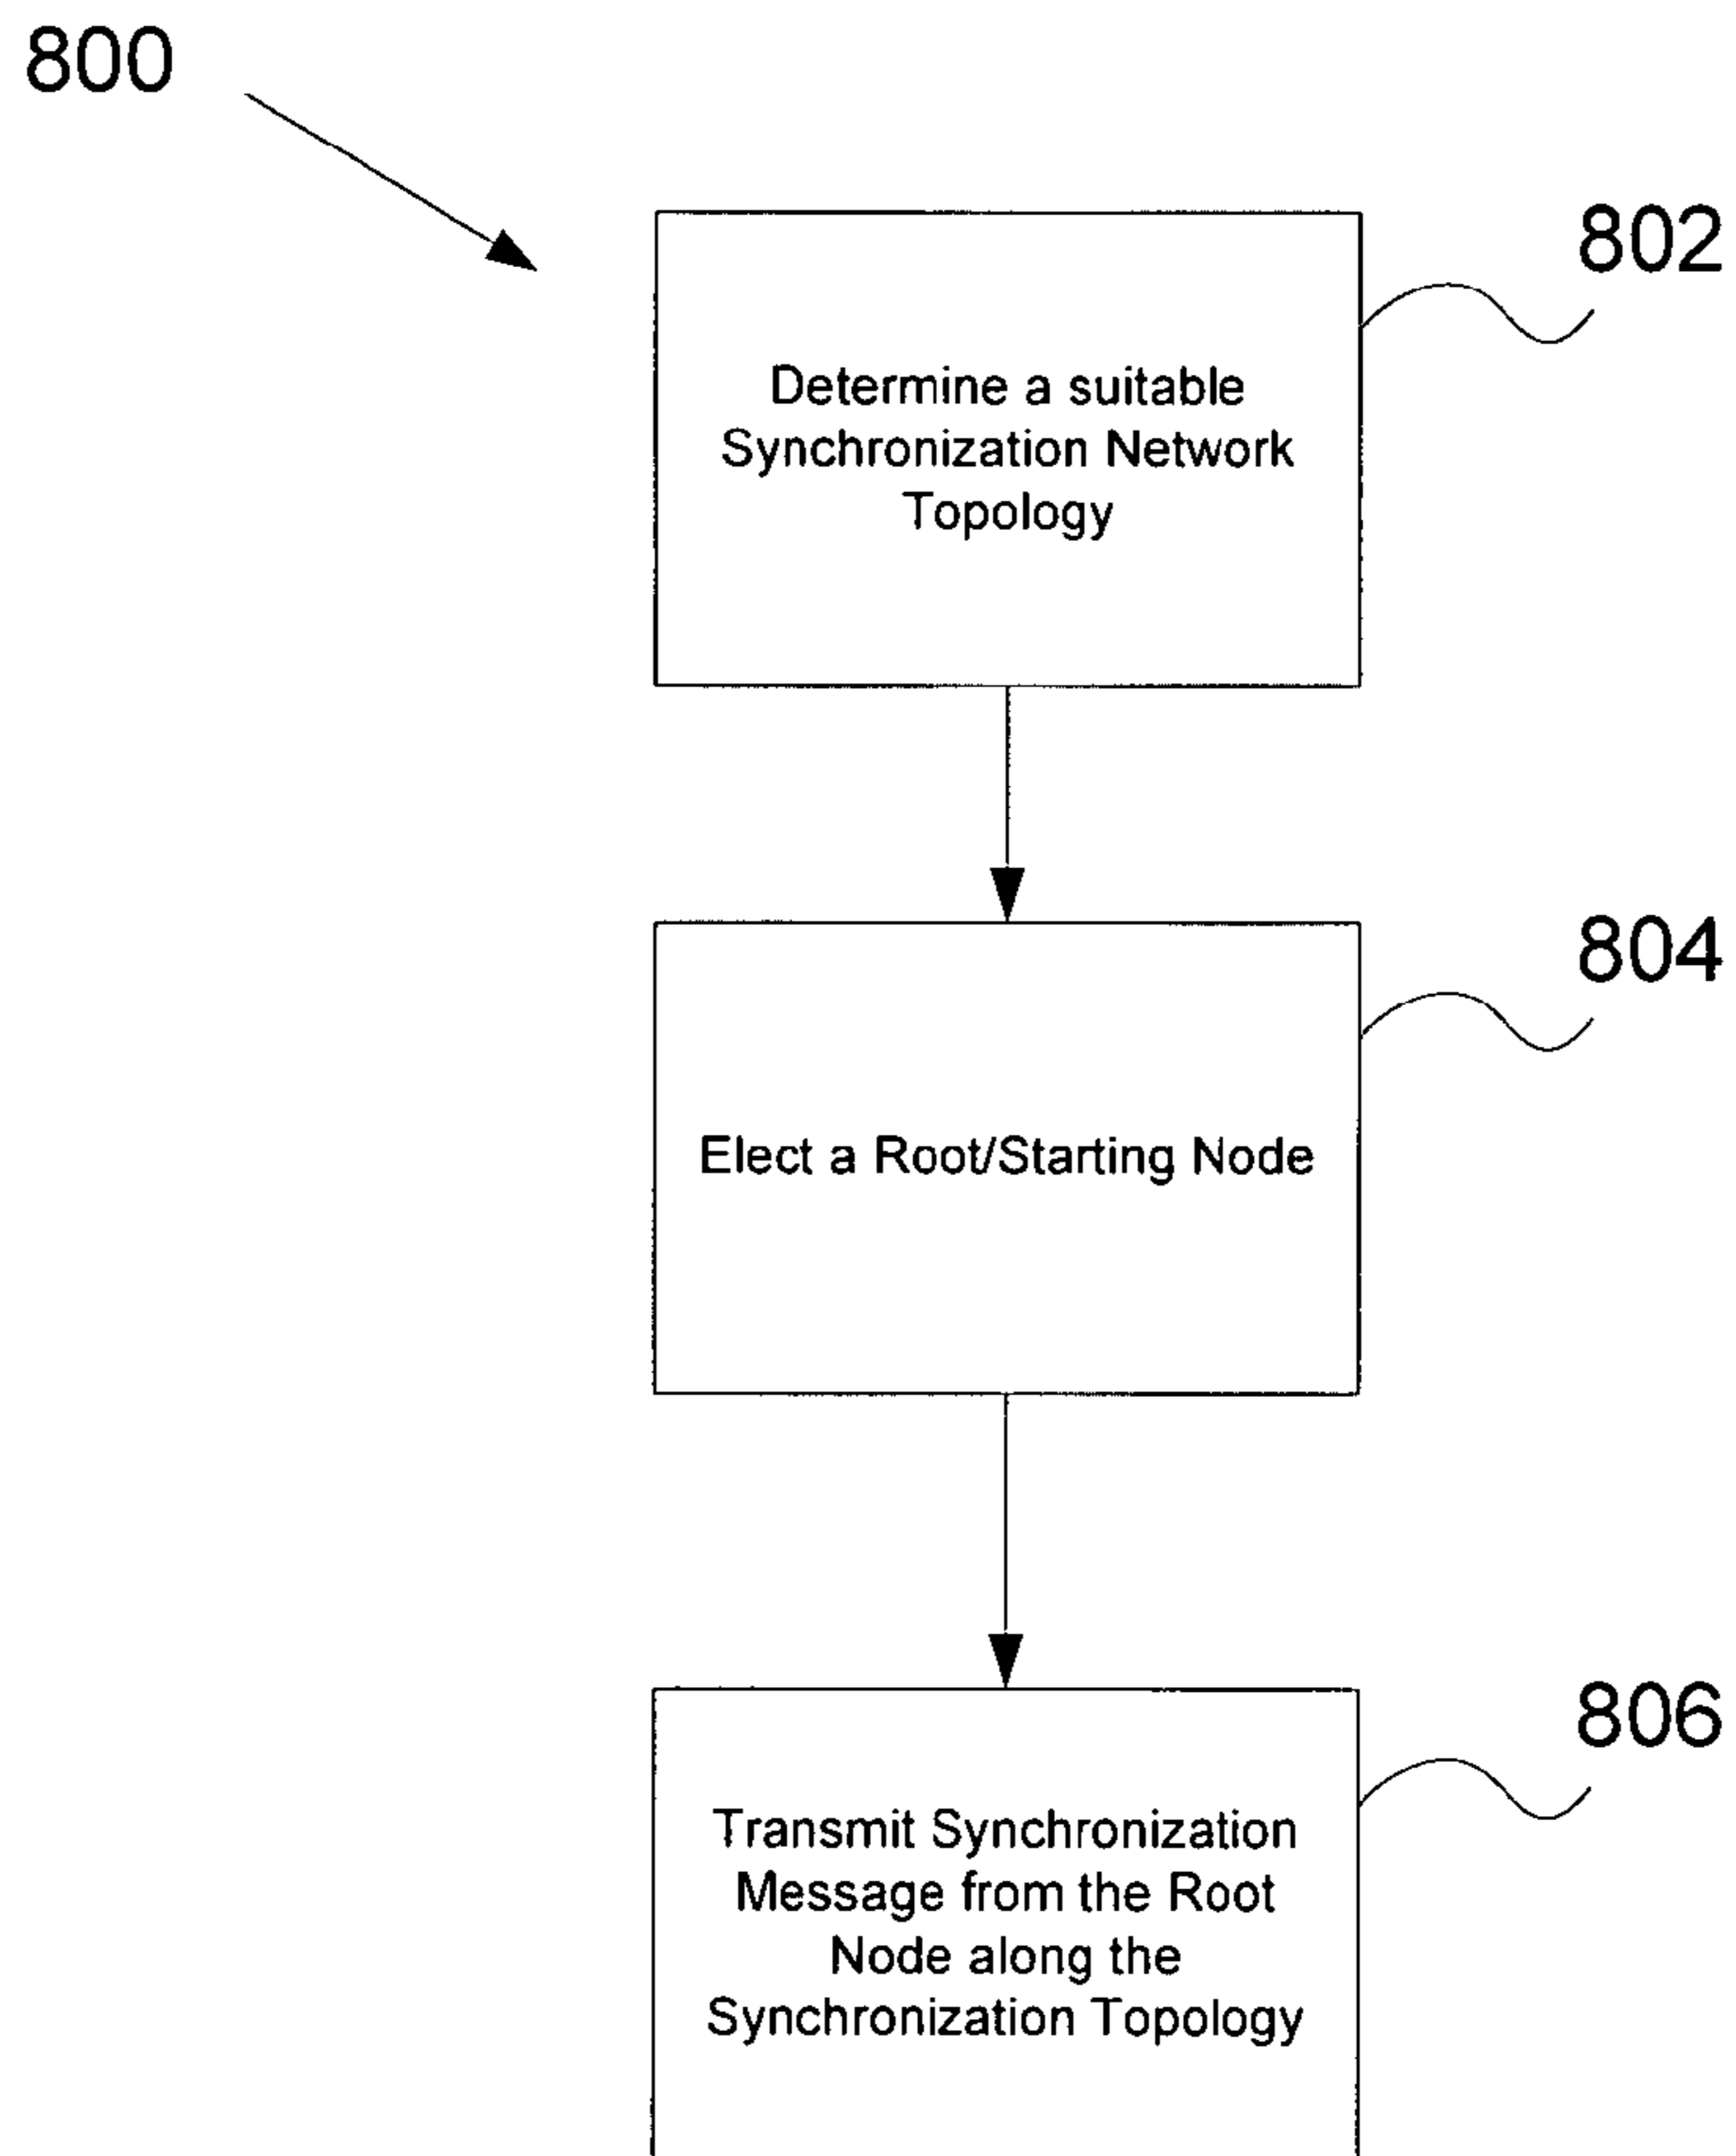 800
802
Determine a suitable
Synchronization Network
Topology
804
Elect a Root/Starting Node
806
Transmit Synchronization
Message from the Root
Node along the
Synchronization Topology